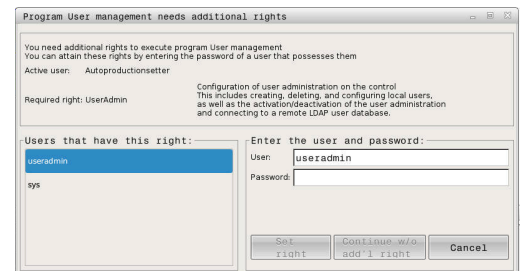 Program User management needs additional rights
You need additional rights to execute program User management
You can attain these rights by entering the password of a user that possesses them
Active user: Autoproductionsetter
Required right: UserAdmin
Configuration of user administration on the control
This includes creating, deleting, and configuring local users,
as well as the activation/deactivation of the user administration
and connecting to a remote LDAP user database.
Users that have this right:
useradmin
sys
Enter the user and password:
User: useradmin
Password:
Set
right
Continue w/o
add'l right
Cancel